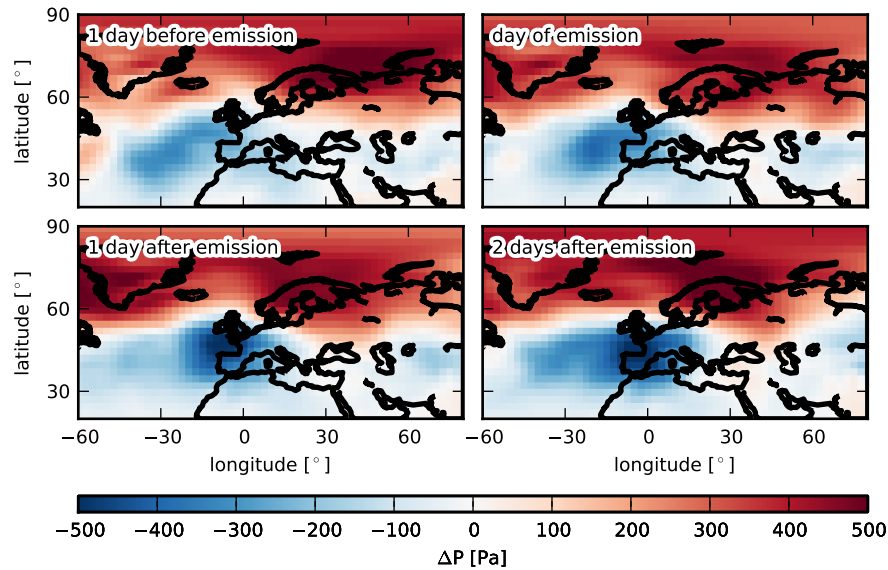 90
60
30
latitude [°]
1 day before emission
day of emission
90
60
30
latitude [°]
1 day after emission
2 days after emission
−60 −30 0 30 60
longitude [°]
−60 −30 0 30 60
longitude [°]
−500 −400 −300 −200 −100 0 100 200 300 400 500
ΔP [Pa]